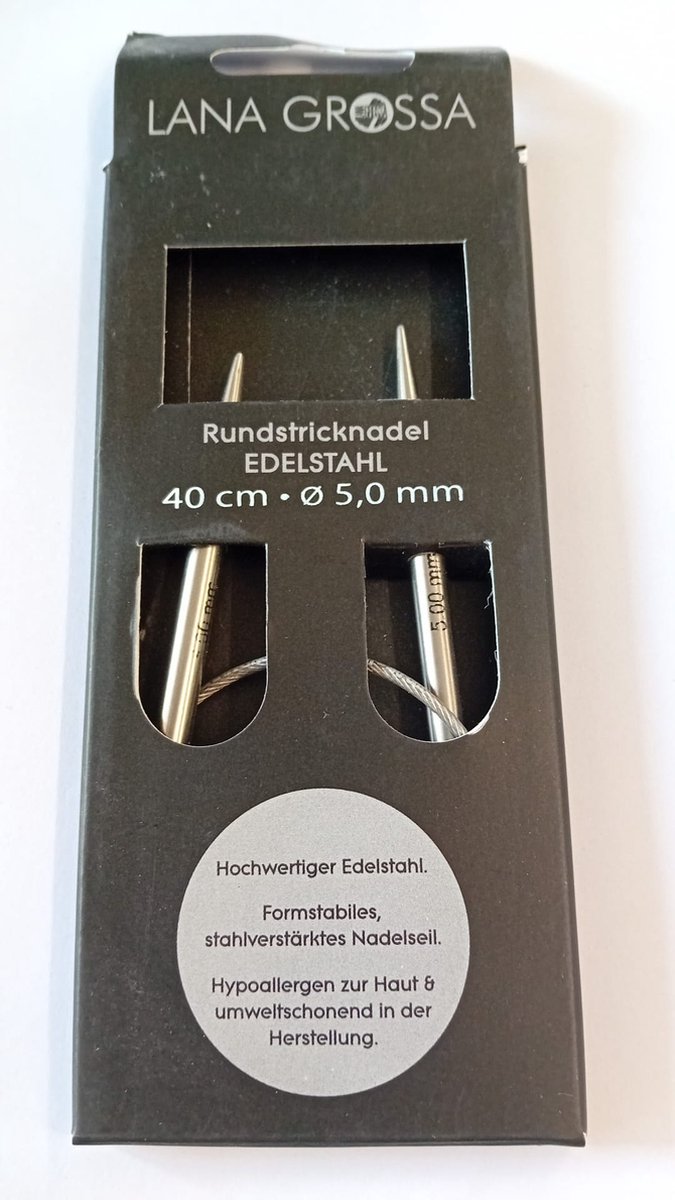 LANA GROSSA
Rundstricknadel
EDELSTAHL
40 cm • ø 5,0 mm
5.00 mm
Hochwertiger Edelstahl.
Formstabiles,
stahlverstärktes Nadelseil.
Hypoallergen zur Haut &
umweltschonend in der
Herstellung.